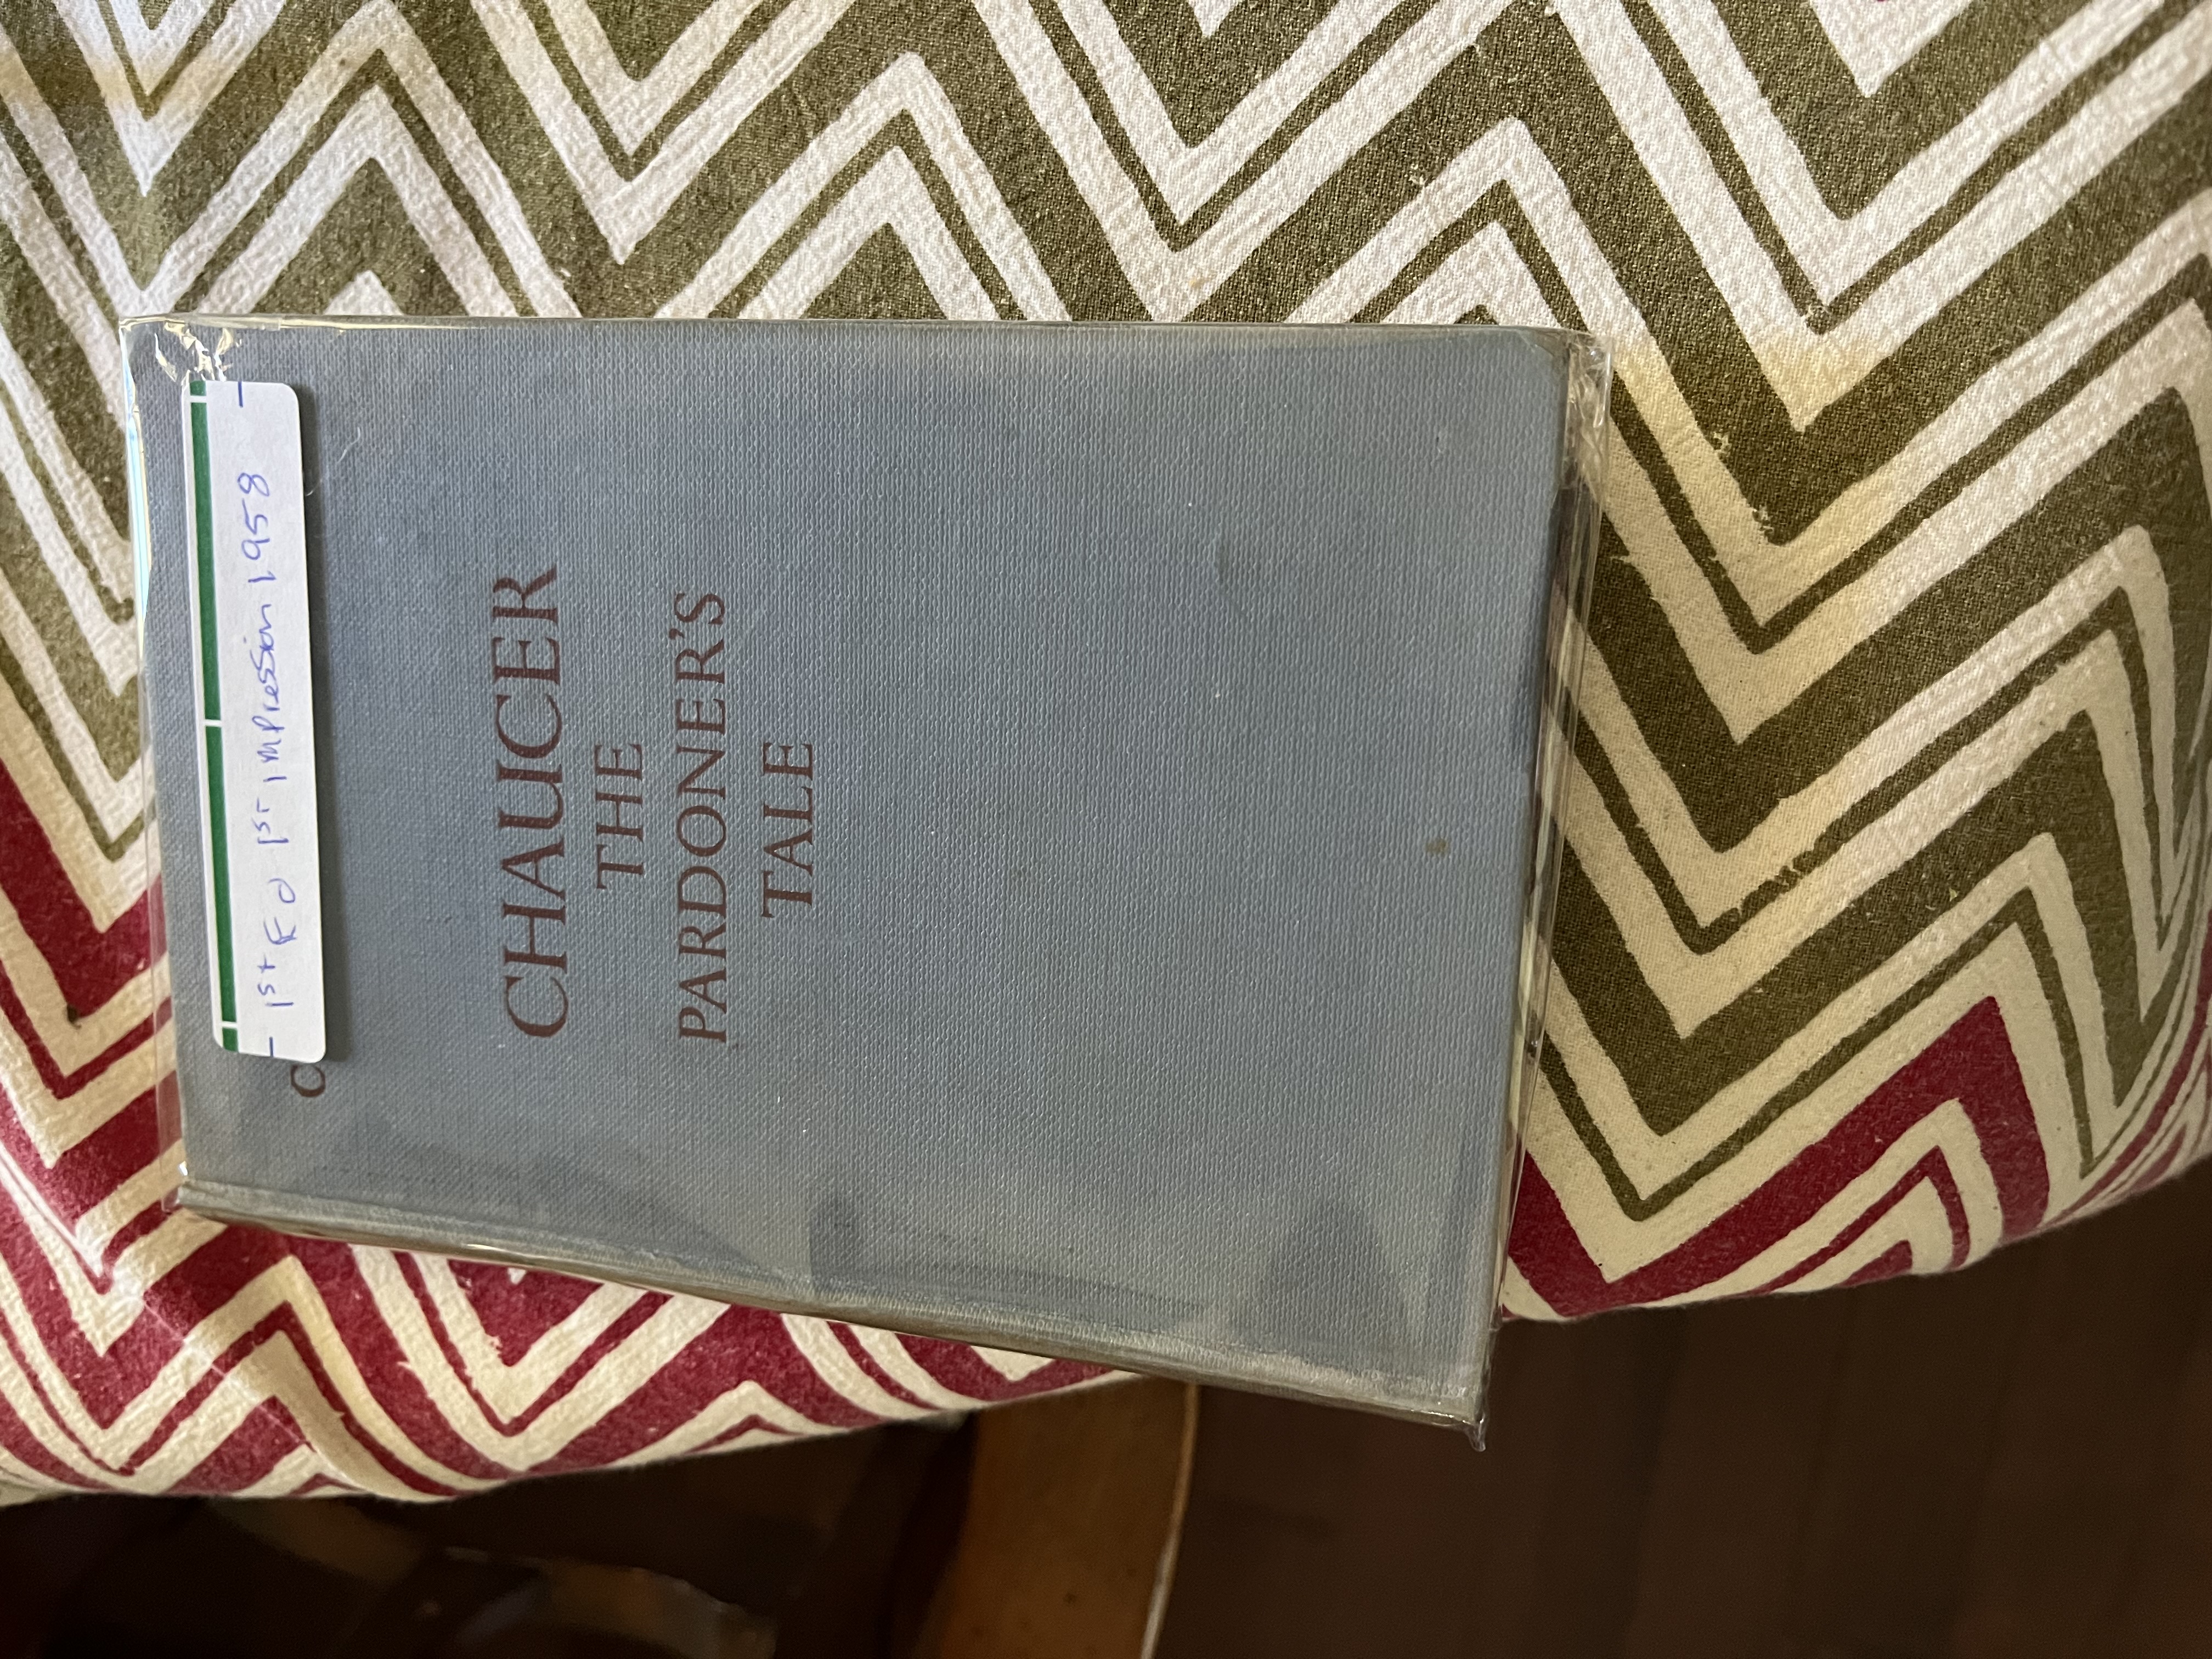 1st Ed 1st impression 1958
C
CHAUCER
THE
PARDONER'S
TALE